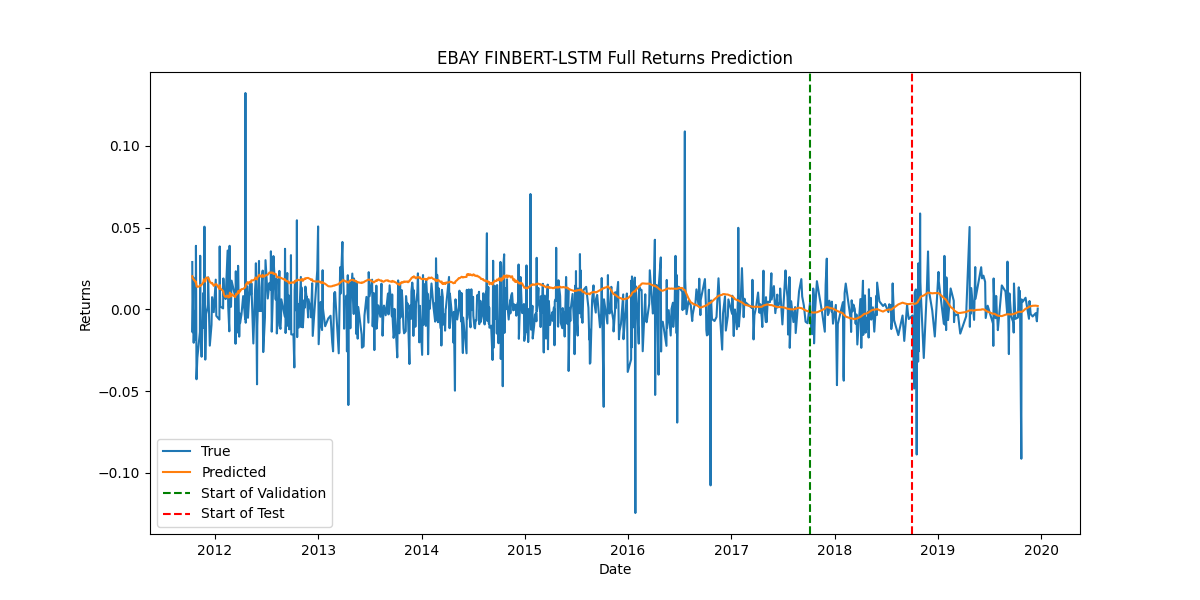 EBAY FINBERT-LSTM Full Returns Prediction
0.10
0.05
0.00
−0.05
−0.10
Returns
True
Predicted
Start of Validation
Start of Test
2012 2013 2014 2015 2016 2017 2018 2019 2020
Date